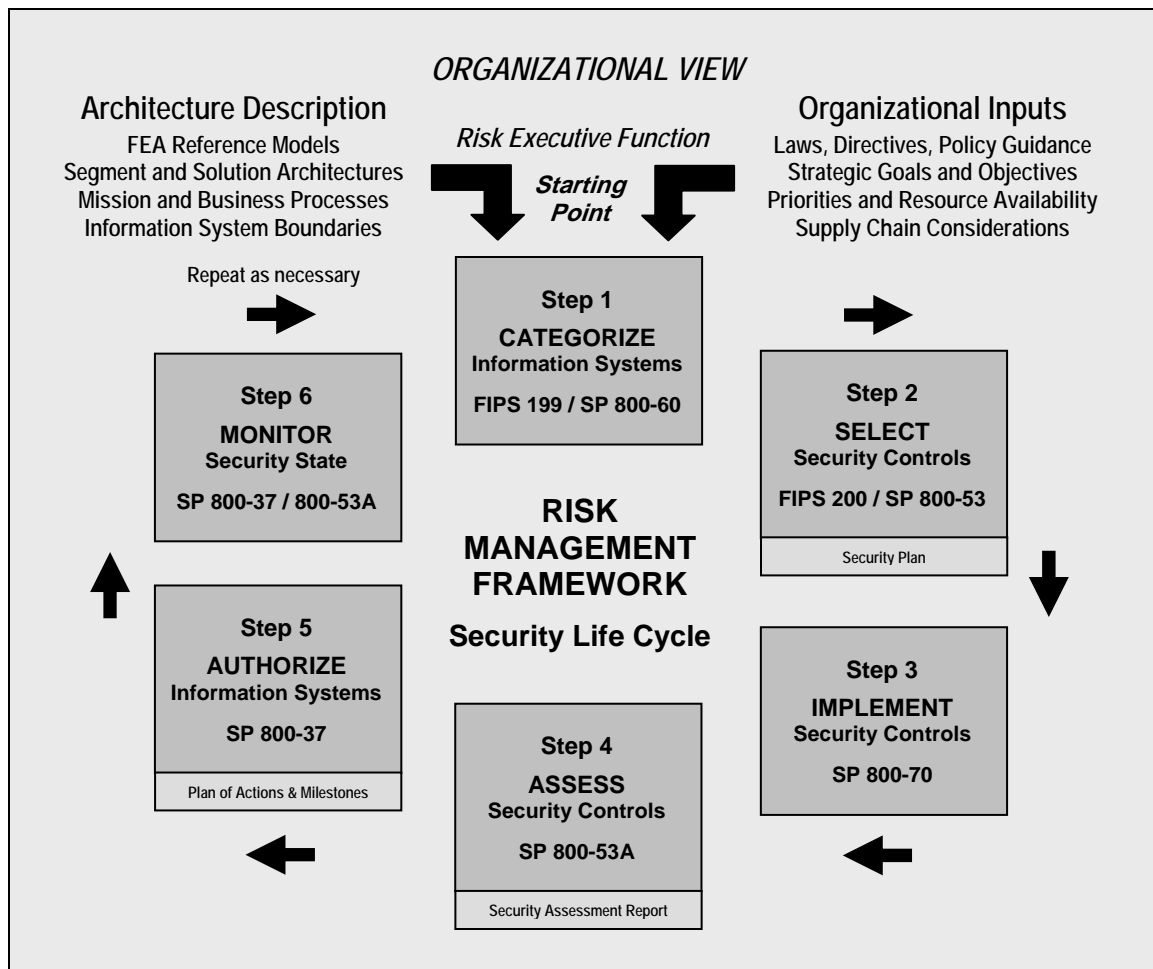 ORGANIZATIONAL VIEW
Architecture Description
FEA Reference Models
Segment and Solution Architectures
Mission and Business Processes
Information System Boundaries
Risk Executive Function
Starting
Point
Organizational Inputs
Laws, Directives, Policy Guidance
Strategic Goals and Objectives
Priorities and Resource Availability
Supply Chain Considerations
Repeat as necessary
Step 1
CATEGORIZE
Information Systems
FIPS 199 / SP 800-60
Step 2
SELECT
Security Controls
FIPS 200 / SP 800-53
Security Plan
Step 3
IMPLEMENT
Security Controls
SP 800-70
Step 4
ASSESS
Security Controls
SP 800-53A
Security Assessment Report
Step 5
AUTHORIZE
Information Systems
SP 800-37
Plan of Actions & Milestones
Step 6
MONITOR
Security State
SP 800-37 / 800-53A
RISK
MANAGEMENT
FRAMEWORK
Security Life Cycle